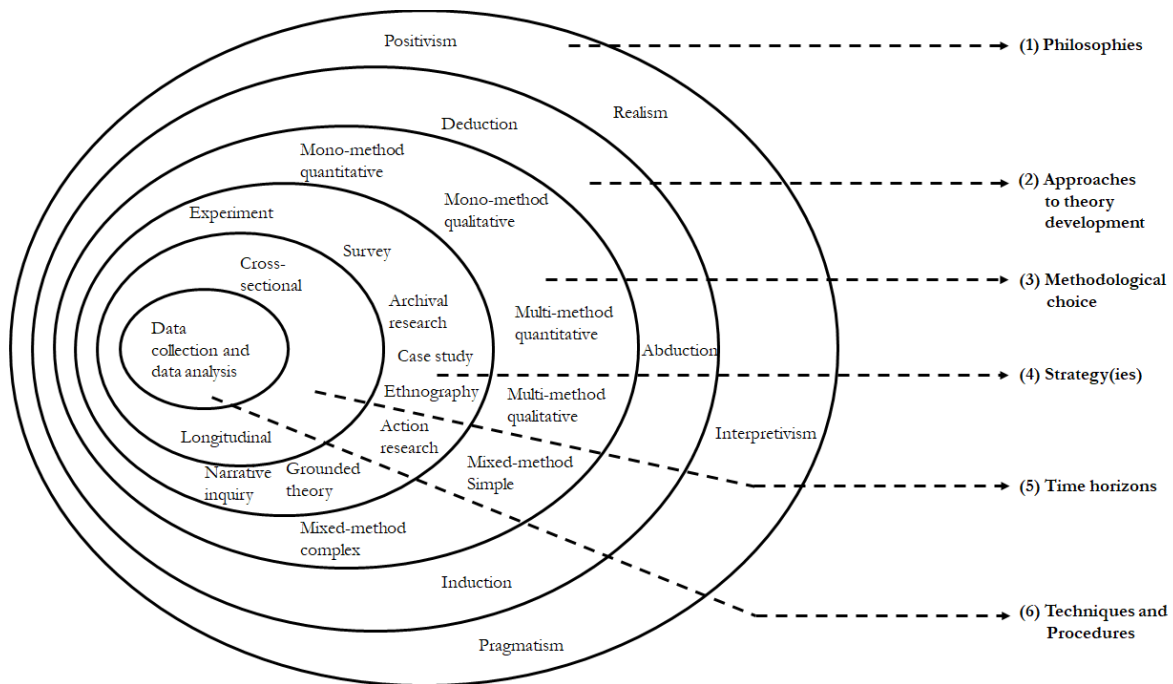 Positivism
(1) Philosophies
Realism
Deduction
Mono-method
quantitative
(2) Approaches
to theory
development
Mono-method
qualitative
Experiment
Survey
Cross-
sectional
(3) Methodological
choice
Archival
research
Multi-method
quantitative
Data
collection and
data analysis
Case study
Abduction
(4) Strategy(ies)
Ethnography
Multi-method
qualitative
Longitudinal
Action
research
Interpretivism
Narrative
inquiry
Grounded
theory
Mixed-method
Simple
(5) Time horizons
Mixed-method
complex
Induction
(6) Techniques and
Procedures
Pragmatism